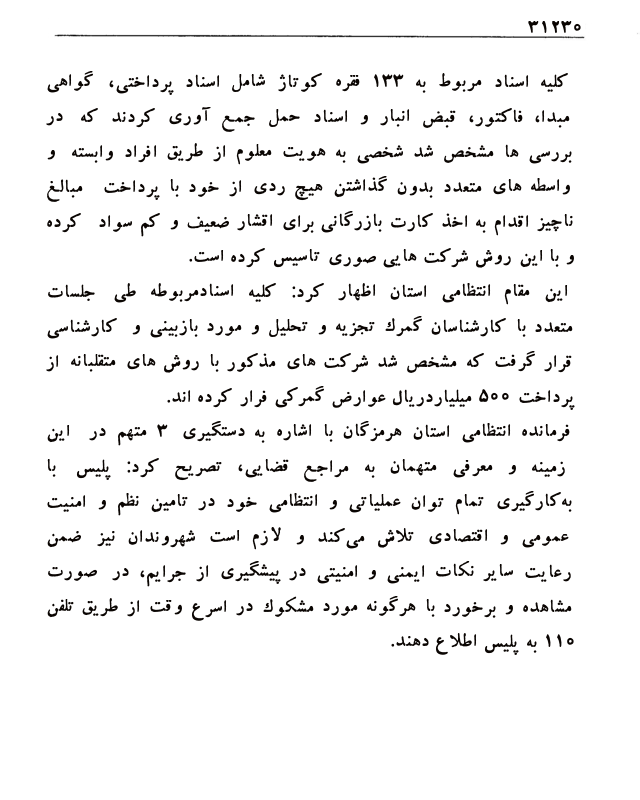 ۳۱۲۳۰
کلیه اسناد مربوط به ۱۳۳ فقره کوتاژ شامل اسناد پرداختی، گواهی
مبدا، فاکتور، قبض انبار و اسناد حمل جمع آوری کردند که در
بررسی ها مشخص شد شخصی به هویت معلوم از طریق افراد وابسته و
واسطه های متعدد بدون گذاشتن هیچ ردی از خود با پرداخت مبالغ
ناچیز اقدام به اخذ کارت بازرگانی برای اقشار ضعیف و کم سواد کرده
و با این روش شرکت هایی صوری تاسیس کرده است.
این مقام انتظامی استان اظهار کرد: کلیه اسنادمربوطه طی جلسات
متعدد با کارشناسان گمرك تجزیه و تحلیل و مورد بازبینی و کارشناسی
قرار گرفت که مشخص شد شرکت های مذکور با روش های متقلبانه از
پرداخت ۵۰۰ میلیاردریال عوارض گمرکی فرار کرده اند.
فرمانده انتظامی استان هرمزگان با اشاره به دستگیری ۳ متهم در این
زمینه و معرفی متهمان به مراجع قضایی، تصریح کرد: پلیس با
به‌کارگیری تمام توان عملیاتی و انتظامی خود در تامین نظم و امنیت
عمومی و اقتصادی تلاش می‌کند و لازم است شهروندان نیز ضمن
رعایت سایر نکات ایمنی و امنیتی در پیشگیری از جرایم، در صورت
مشاهده و برخورد با هرگونه مورد مشکوك در اسرع وقت از طریق تلفن
۱۱۰ به پلیس اطلاع دهند.